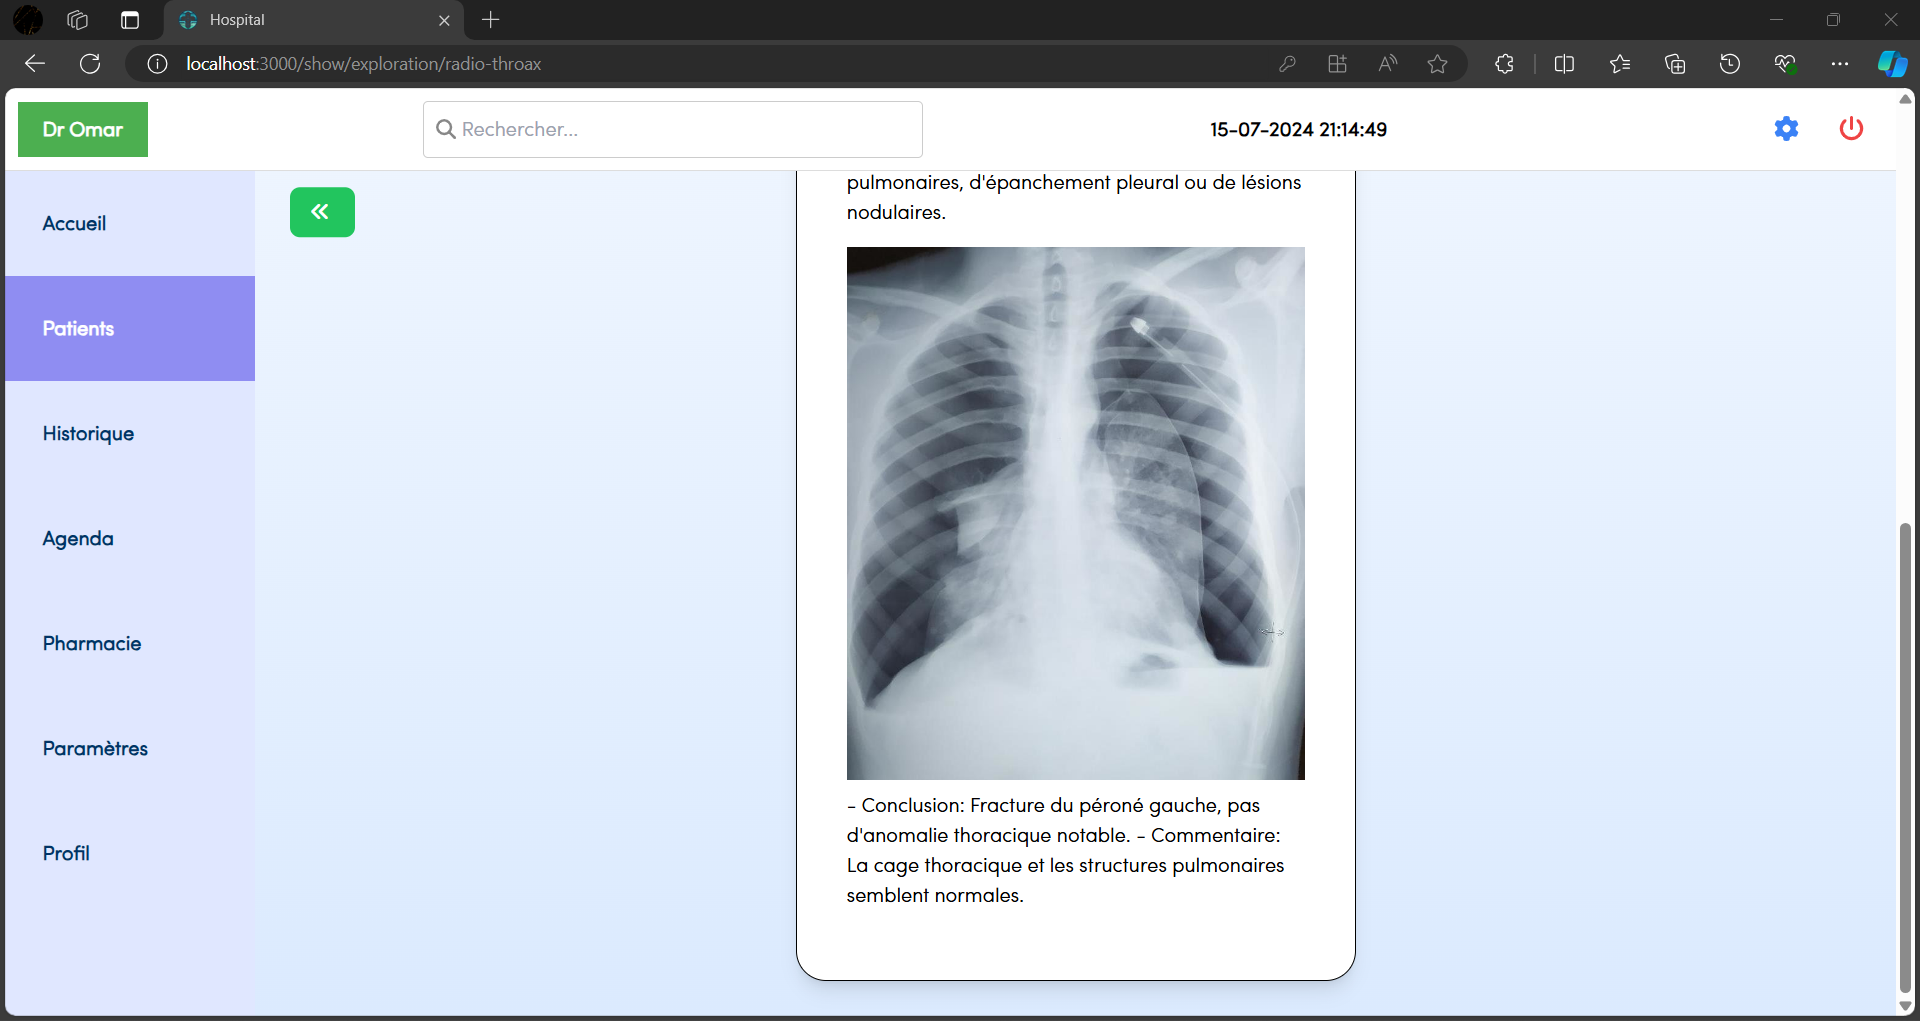 Hospital
localhost:3000/show/exploration/radio-throax
Dr Omar
Rechercher...
15-07-2024 21:14:49
Accueil
Patients
Historique
Agenda
Pharmacie
Paramètres
Profil
pulmonaires, d'épanchement pleural ou de lésions
nodulaires.
- Conclusion: Fracture du péroné gauche, pas
d'anomalie thoracique notable. - Commentaire:
La cage thoracique et les structures pulmonaires
semblent normales.